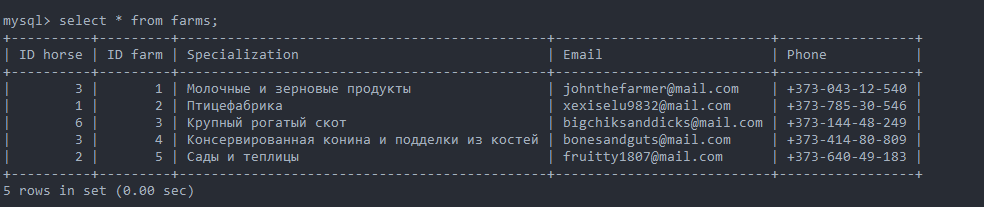 mysql> select * from farms;
| ID horse | ID farm | Specialization | Email | Phone |
| 3 | 1 | Молочные и зерновые продукты | johnthefarmer@mail.com | +373-043-12-540 |
| 1 | 2 | Птицефабрика | xexiselu9832@mail.com | +373-785-30-546 |
| 6 | 3 | Крупный рогатый скот | bigchiksanddicks@mail.com | +373-144-48-249 |
| 3 | 4 | Консервированная конина и подделки из костей | bonesandguts@mail.com | +373-414-80-809 |
| 2 | 5 | Сады и теплицы | fruitty1807@mail.com | +373-640-49-183 |
5 rows in set (0.00 sec)